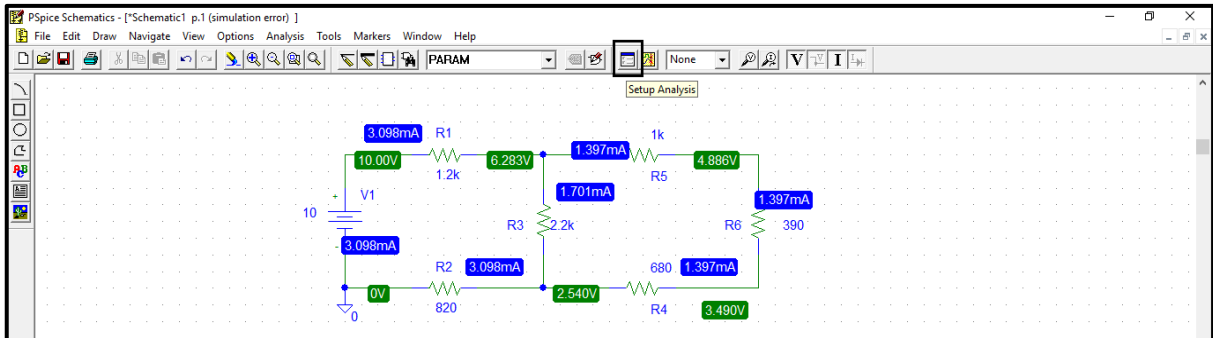 PSpice Schematics - [*Schematic1 p.1 (simulation error) ]
File Edit Draw Navigate View Options Analysis Tools Markers Window Help
PARAM None V V I
Setup Analysis
3.098mA R1 1k
10.00V 6.283V 1.397mA 4.886V
1.2k R5
+ V1 1.701mA 1.397mA
10 R3 2.2k R6 390
- 3.098mA
R2 3.098mA 680 1.397mA
0V 2.540V
820 R4 3.490V
0